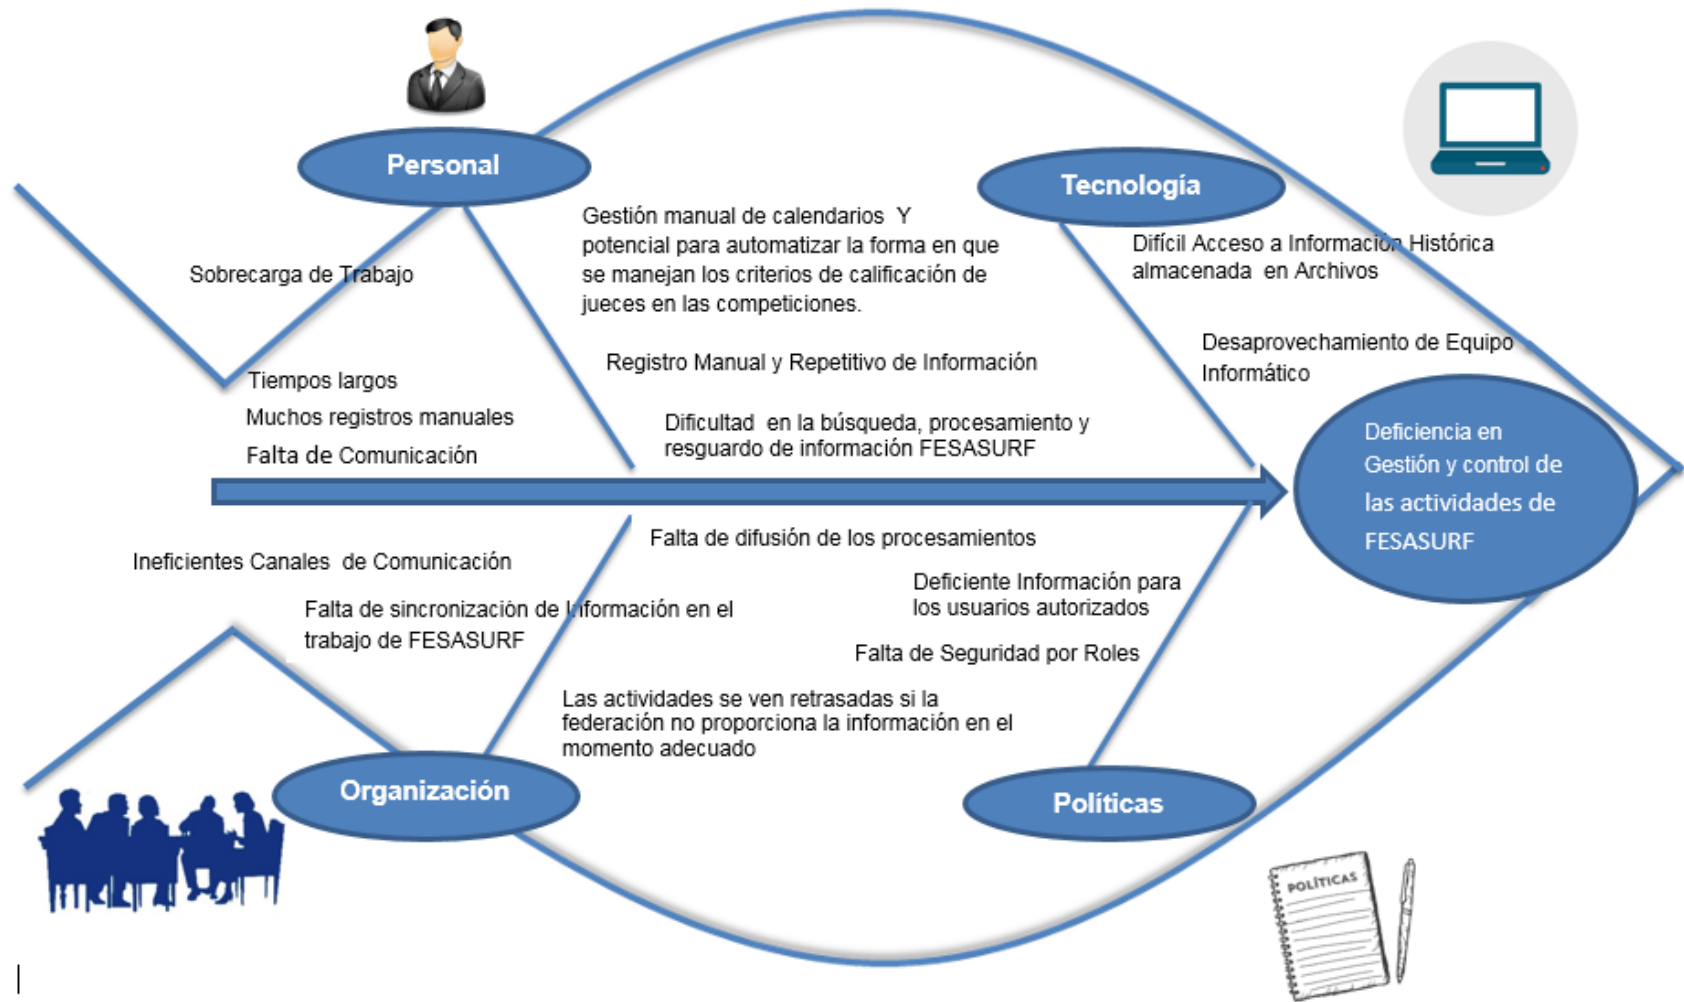 Personal
Tecnología
Gestión manual de calendarios Y
potencial para automatizar la forma en que
se manejan los criterios de calificación de
jueces en las competiciones.
Difícil Acceso a Información Histórica
almacenada en Archivos
Sobrecarga de Trabajo
Registro Manual y Repetitivo de Información
Desaprovechamiento de Equipo
Informático
Tiempos largos
Muchos registros manuales
Falta de Comunicación
Dificultad en la búsqueda, procesamiento y
resguardo de información FESASURF
Deficiencia en
Gestión y control de
las actividades de
FESASURF
Falta de difusión de los procesamientos
Ineficientes Canales de Comunicación
Deficiente Información para
los usuarios autorizados
Falta de sincronización de Información en el
trabajo de FESASURF
Falta de Seguridad por Roles
Las actividades se ven retrasadas si la
federación no proporciona la información en el
momento adecuado
Organización
Políticas
POLÍTICAS